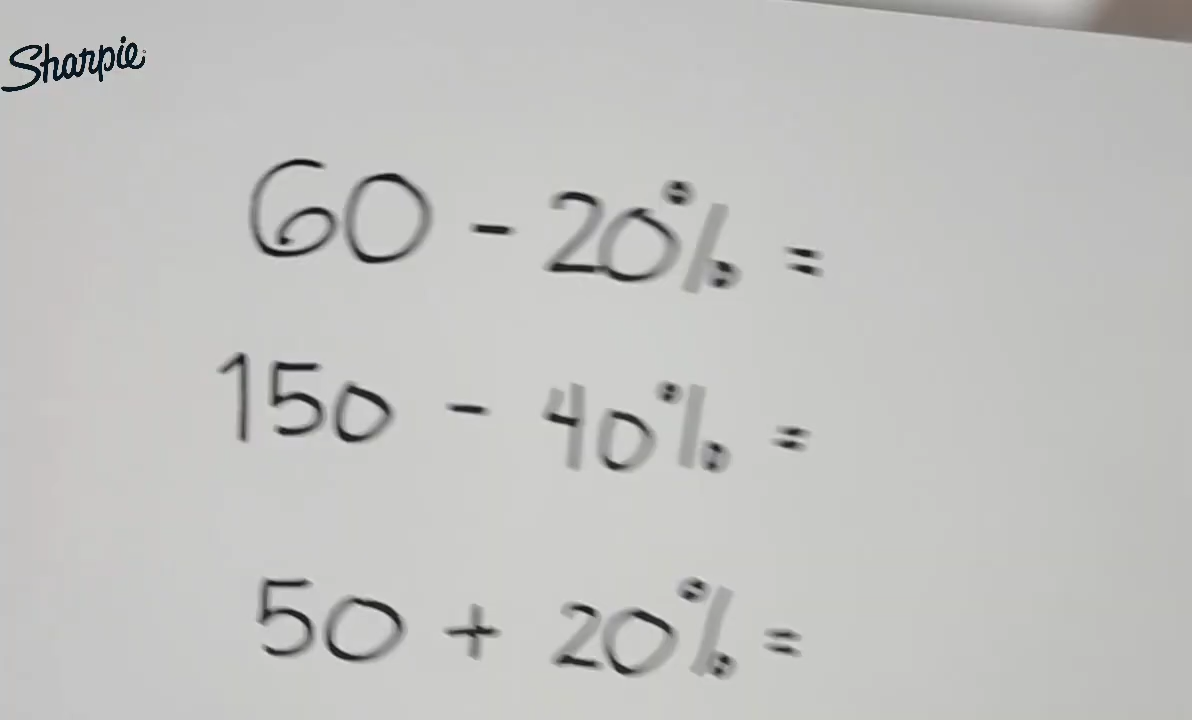 Sharpie
60 - 20% =
150 - 40% =
50 + 20% =